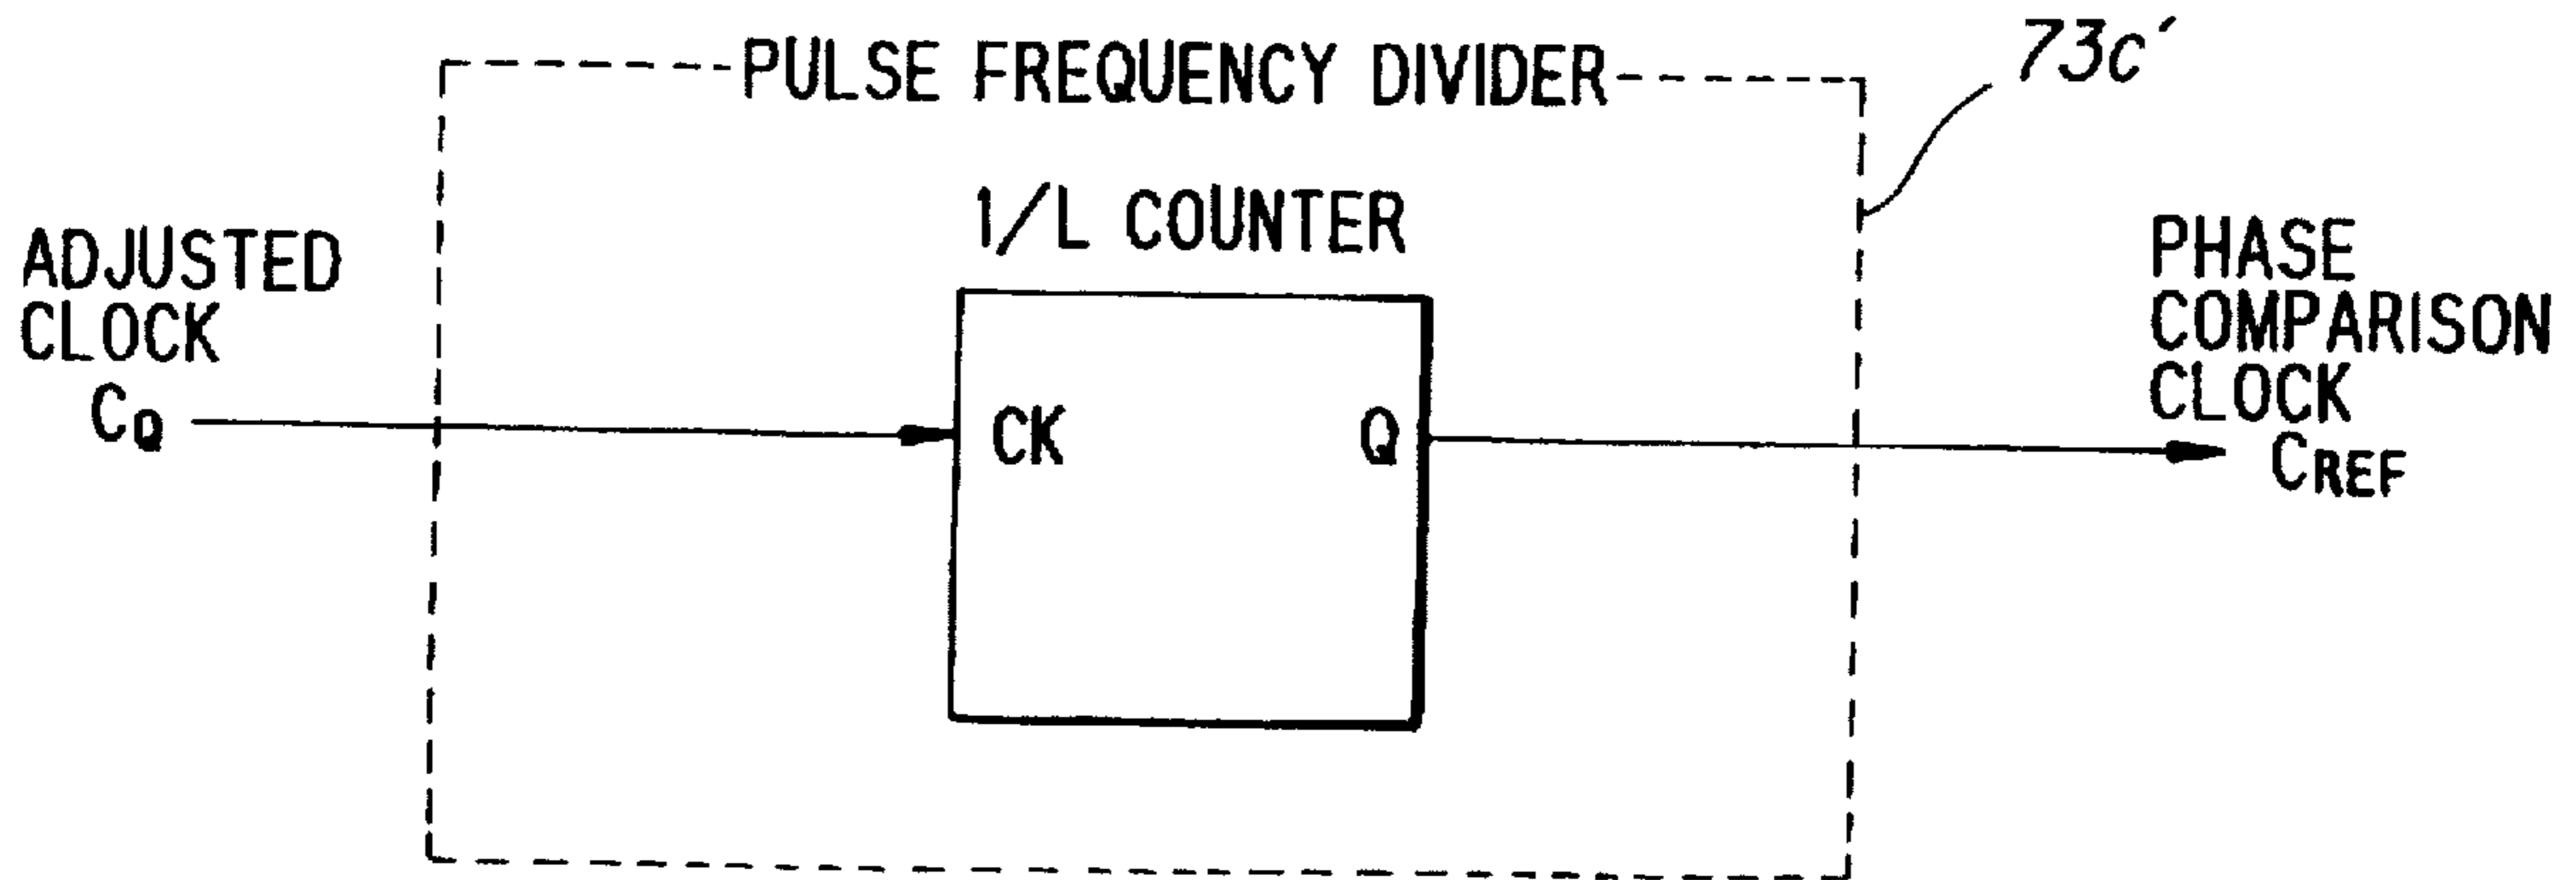 PULSE FREQUENCY DIVIDER
73c′
1/L COUNTER
ADJUSTED
CLOCK
CQ
CK
Q
PHASE
COMPARISON
CLOCK
CREF